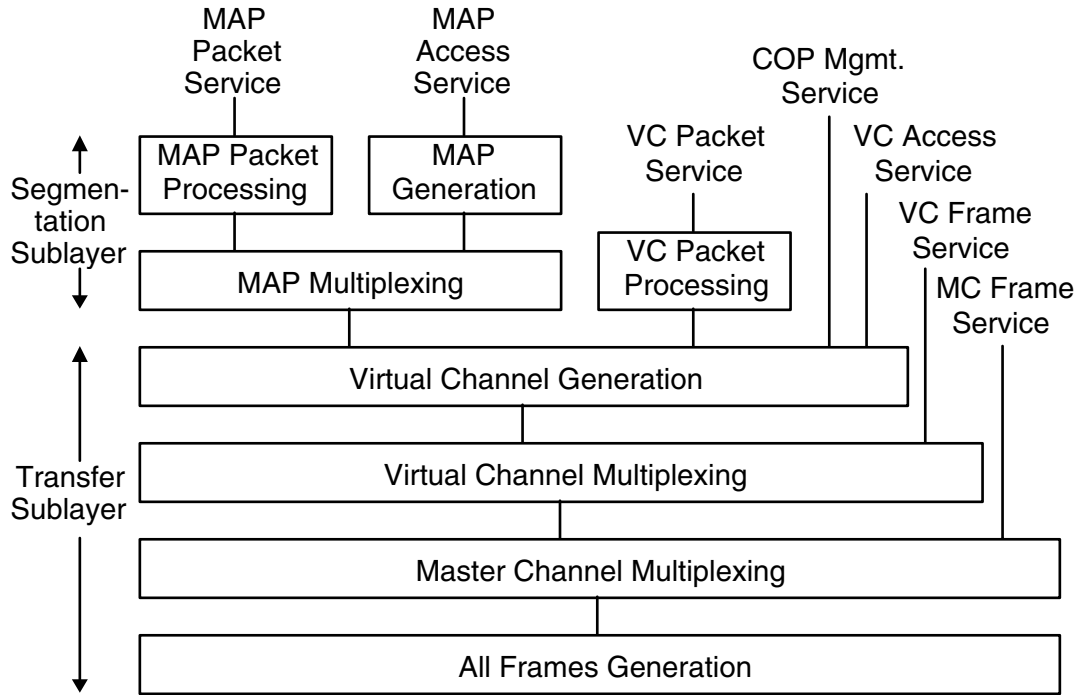 MAP
Packet
Service
MAP
Access
Service
COP Mgmt.
Service
VC Packet
Service
VC Access
Service
VC Frame
Service
MC Frame
Service
Segmen-
tation
Sublayer
MAP Packet
Processing
MAP
Generation
VC Packet
Processing
MAP Multiplexing
Transfer
Sublayer
Virtual Channel Generation
Virtual Channel Multiplexing
Master Channel Multiplexing
All Frames Generation